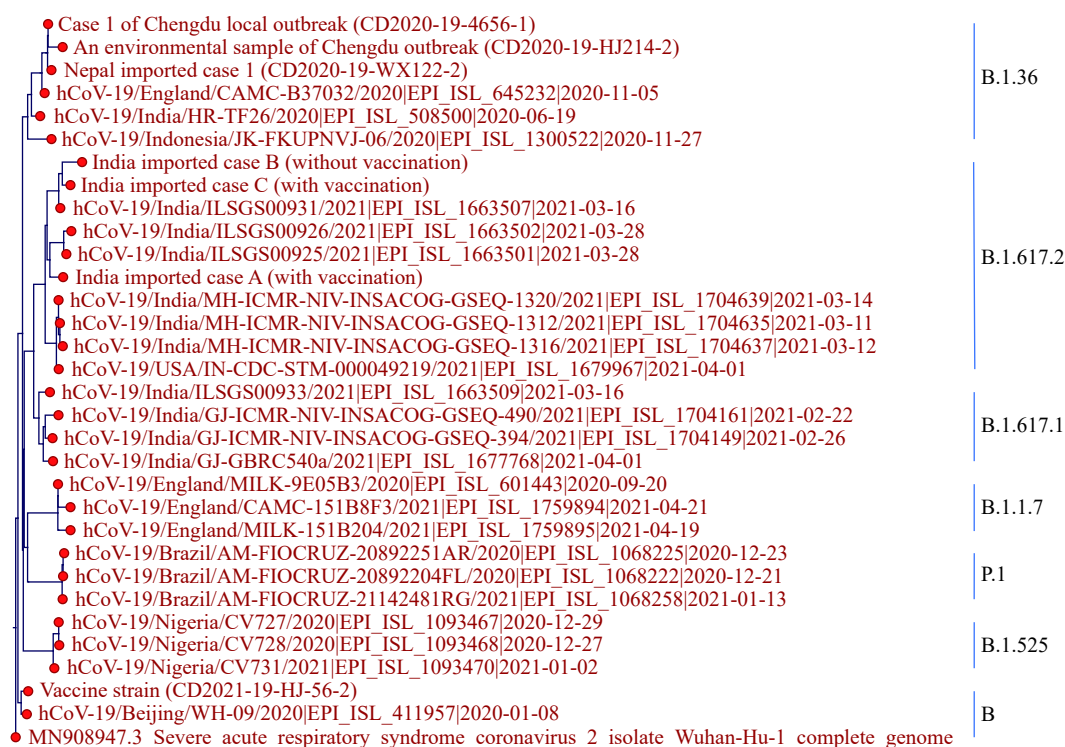 Case 1 of Chengdu local outbreak (CD2020-19-4656-1)
An environmental sample of Chengdu outbreak (CD2020-19-HJ214-2)
Nepal imported case 1 (CD2020-19-WX122-2)
hCoV-19/England/CAMC-B37032/2020|EPI_ISL_645232|2020-11-05
hCoV-19/India/HR-TF26/2020|EPI_ISL_508500|2020-06-19
hCoV-19/Indonesia/JK-FKUPNVJ-06/2020|EPI_ISL_1300522|2020-11-27
B.1.36
India imported case B (without vaccination)
India imported case C (with vaccination)
hCoV-19/India/ILSGS00931/2021|EPI_ISL_1663507|2021-03-16
hCoV-19/India/ILSGS00926/2021|EPI_ISL_1663502|2021-03-28
hCoV-19/India/ILSGS00925/2021|EPI_ISL_1663501|2021-03-28
India imported case A (with vaccination)
hCoV-19/India/MH-ICMR-NIV-INSACOG-GSEQ-1320/2021|EPI_ISL_1704639|2021-03-14
hCoV-19/India/MH-ICMR-NIV-INSACOG-GSEQ-1312/2021|EPI_ISL_1704635|2021-03-11
hCoV-19/India/MH-ICMR-NIV-INSACOG-GSEQ-1316/2021|EPI_ISL_1704637|2021-03-12
hCoV-19/USA/IN-CDC-STM-000049219/2021|EPI_ISL_1679967|2021-04-01
B.1.617.2
hCoV-19/India/ILSGS00933/2021|EPI_ISL_1663509|2021-03-16
hCoV-19/India/GJ-ICMR-NIV-INSACOG-GSEQ-490/2021|EPI_ISL_1704161|2021-02-22
hCoV-19/India/GJ-ICMR-NIV-INSACOG-GSEQ-394/2021|EPI_ISL_1704149|2021-02-26
hCoV-19/India/GJ-GBRC540a/2021|EPI_ISL_1677768|2021-04-01
B.1.617.1
hCoV-19/England/MILK-9E05B3/2020|EPI_ISL_601443|2020-09-20
hCoV-19/England/CAMC-151B8F3/2021|EPI_ISL_1759894|2021-04-21
hCoV-19/England/MILK-151B204/2021|EPI_ISL_1759895|2021-04-19
B.1.1.7
hCoV-19/Brazil/AM-FIOCRUZ-20892251AR/2020|EPI_ISL_1068225|2020-12-23
hCoV-19/Brazil/AM-FIOCRUZ-20892204FL/2020|EPI_ISL_1068222|2020-12-21
hCoV-19/Brazil/AM-FIOCRUZ-21142481RG/2021|EPI_ISL_1068258|2021-01-13
P.1
hCoV-19/Nigeria/CV727/2020|EPI_ISL_1093467|2020-12-29
hCoV-19/Nigeria/CV728/2020|EPI_ISL_1093468|2020-12-27
hCoV-19/Nigeria/CV731/2021|EPI_ISL_1093470|2021-01-02
B.1.525
Vaccine strain (CD2021-19-HJ-56-2)
hCoV-19/Beijing/WH-09/2020|EPI_ISL_411957|2020-01-08
MN908947.3 Severe acute respiratory syndrome coronavirus 2 isolate Wuhan-Hu-1 complete genome
B